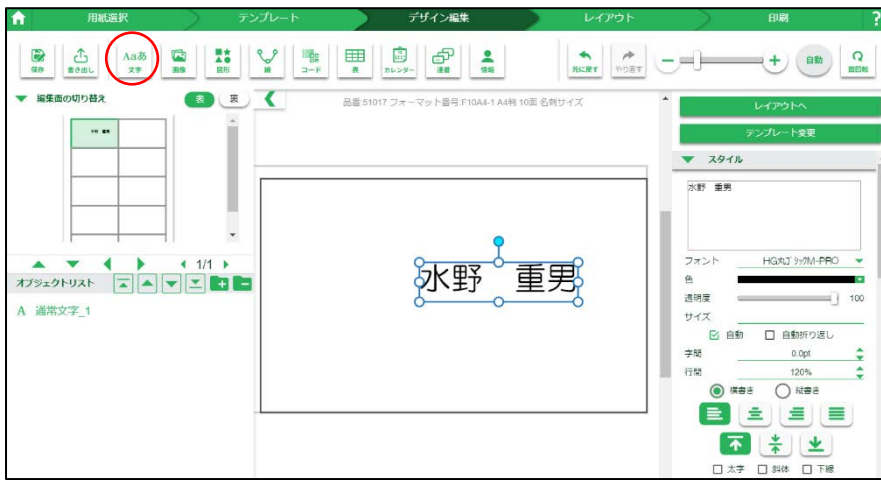 用紙選択 テンプレート デザイン編集 レイアウト 印刷 ?
Aaあ
保存 書き出し 文字 画像 図形 線 コード 表 カレンダー 連番 情報 元に戻す やり直す 自動 面回転
編集面の切り替え 表 裏
品番:51017 フォーマット番号:F10A4-1 A4判 10面 名刺サイズ
レイアウトへ
テンプレート変更
スタイル
水野 重男
水野 重男
水野 重男
1/1
オブジェクトリスト
A 通常文字_1
フォント HG丸ｺﾞｼｯｸM-PRO
色
透明度 100
サイズ
自動 自動折り返し
字間 0.0pt
行間 120%
横書き 縦書き
太字 斜体 下線